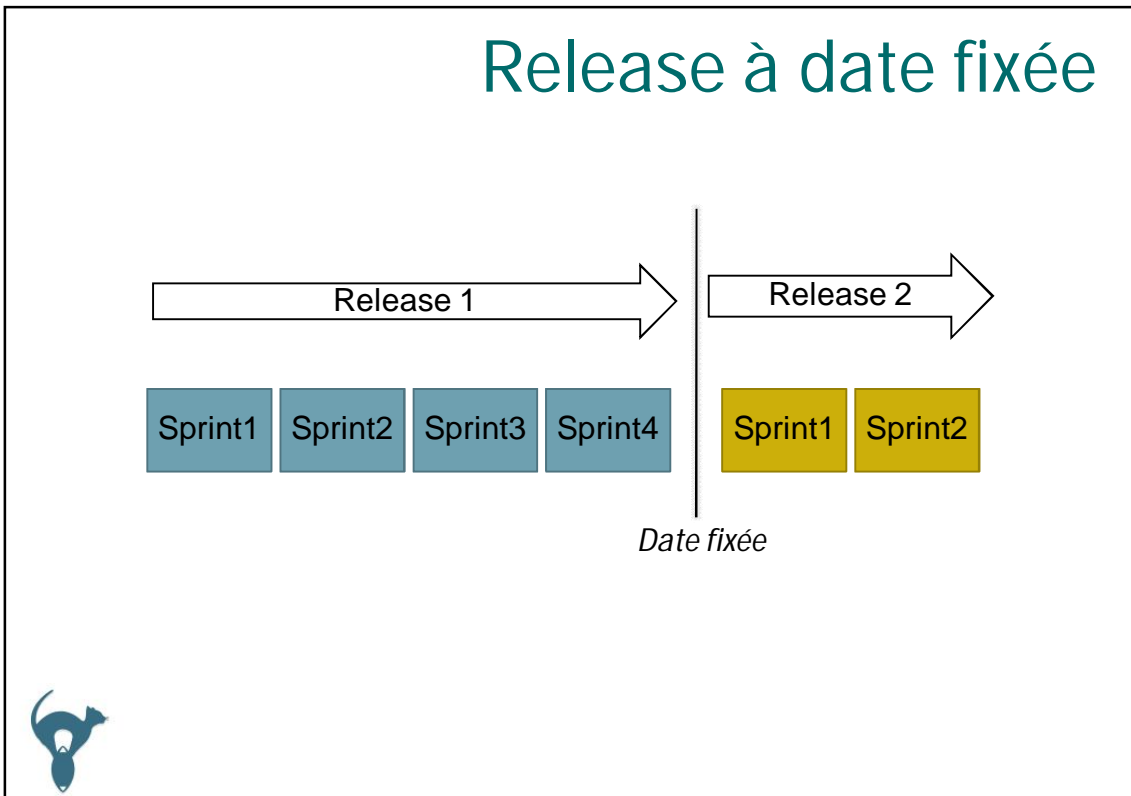 Release à date fixée
Release 1
Release 2
Sprint1 Sprint2 Sprint3 Sprint4 Sprint1 Sprint2
Date fixée